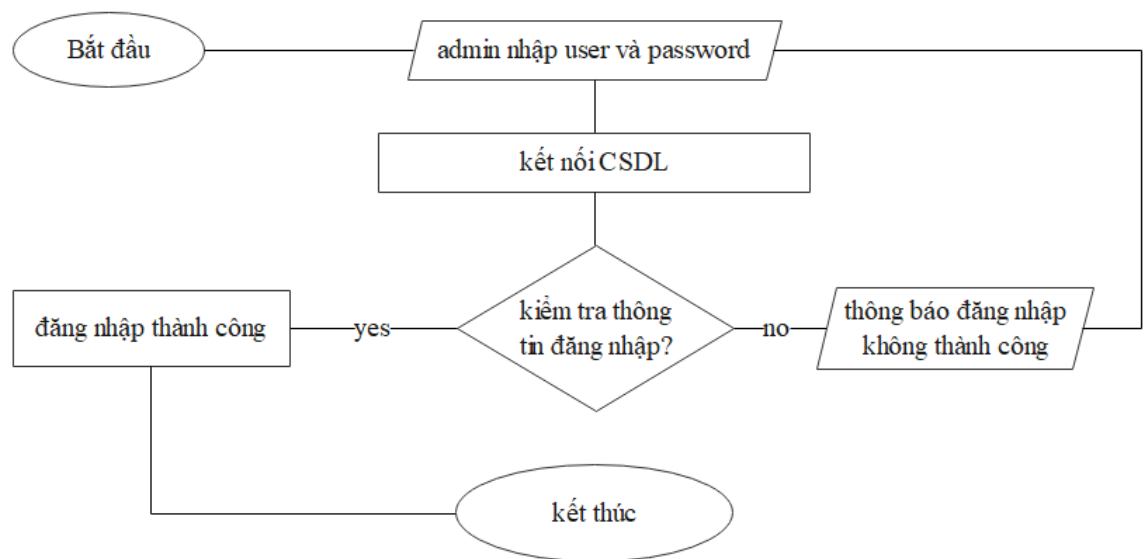 Bắt đầu
admin nhập user và password
kết nối CSDL
đăng nhập thành công
yes
kiểm tra thông
tin đăng nhập?
no
thông báo đăng nhập
không thành công
kết thúc